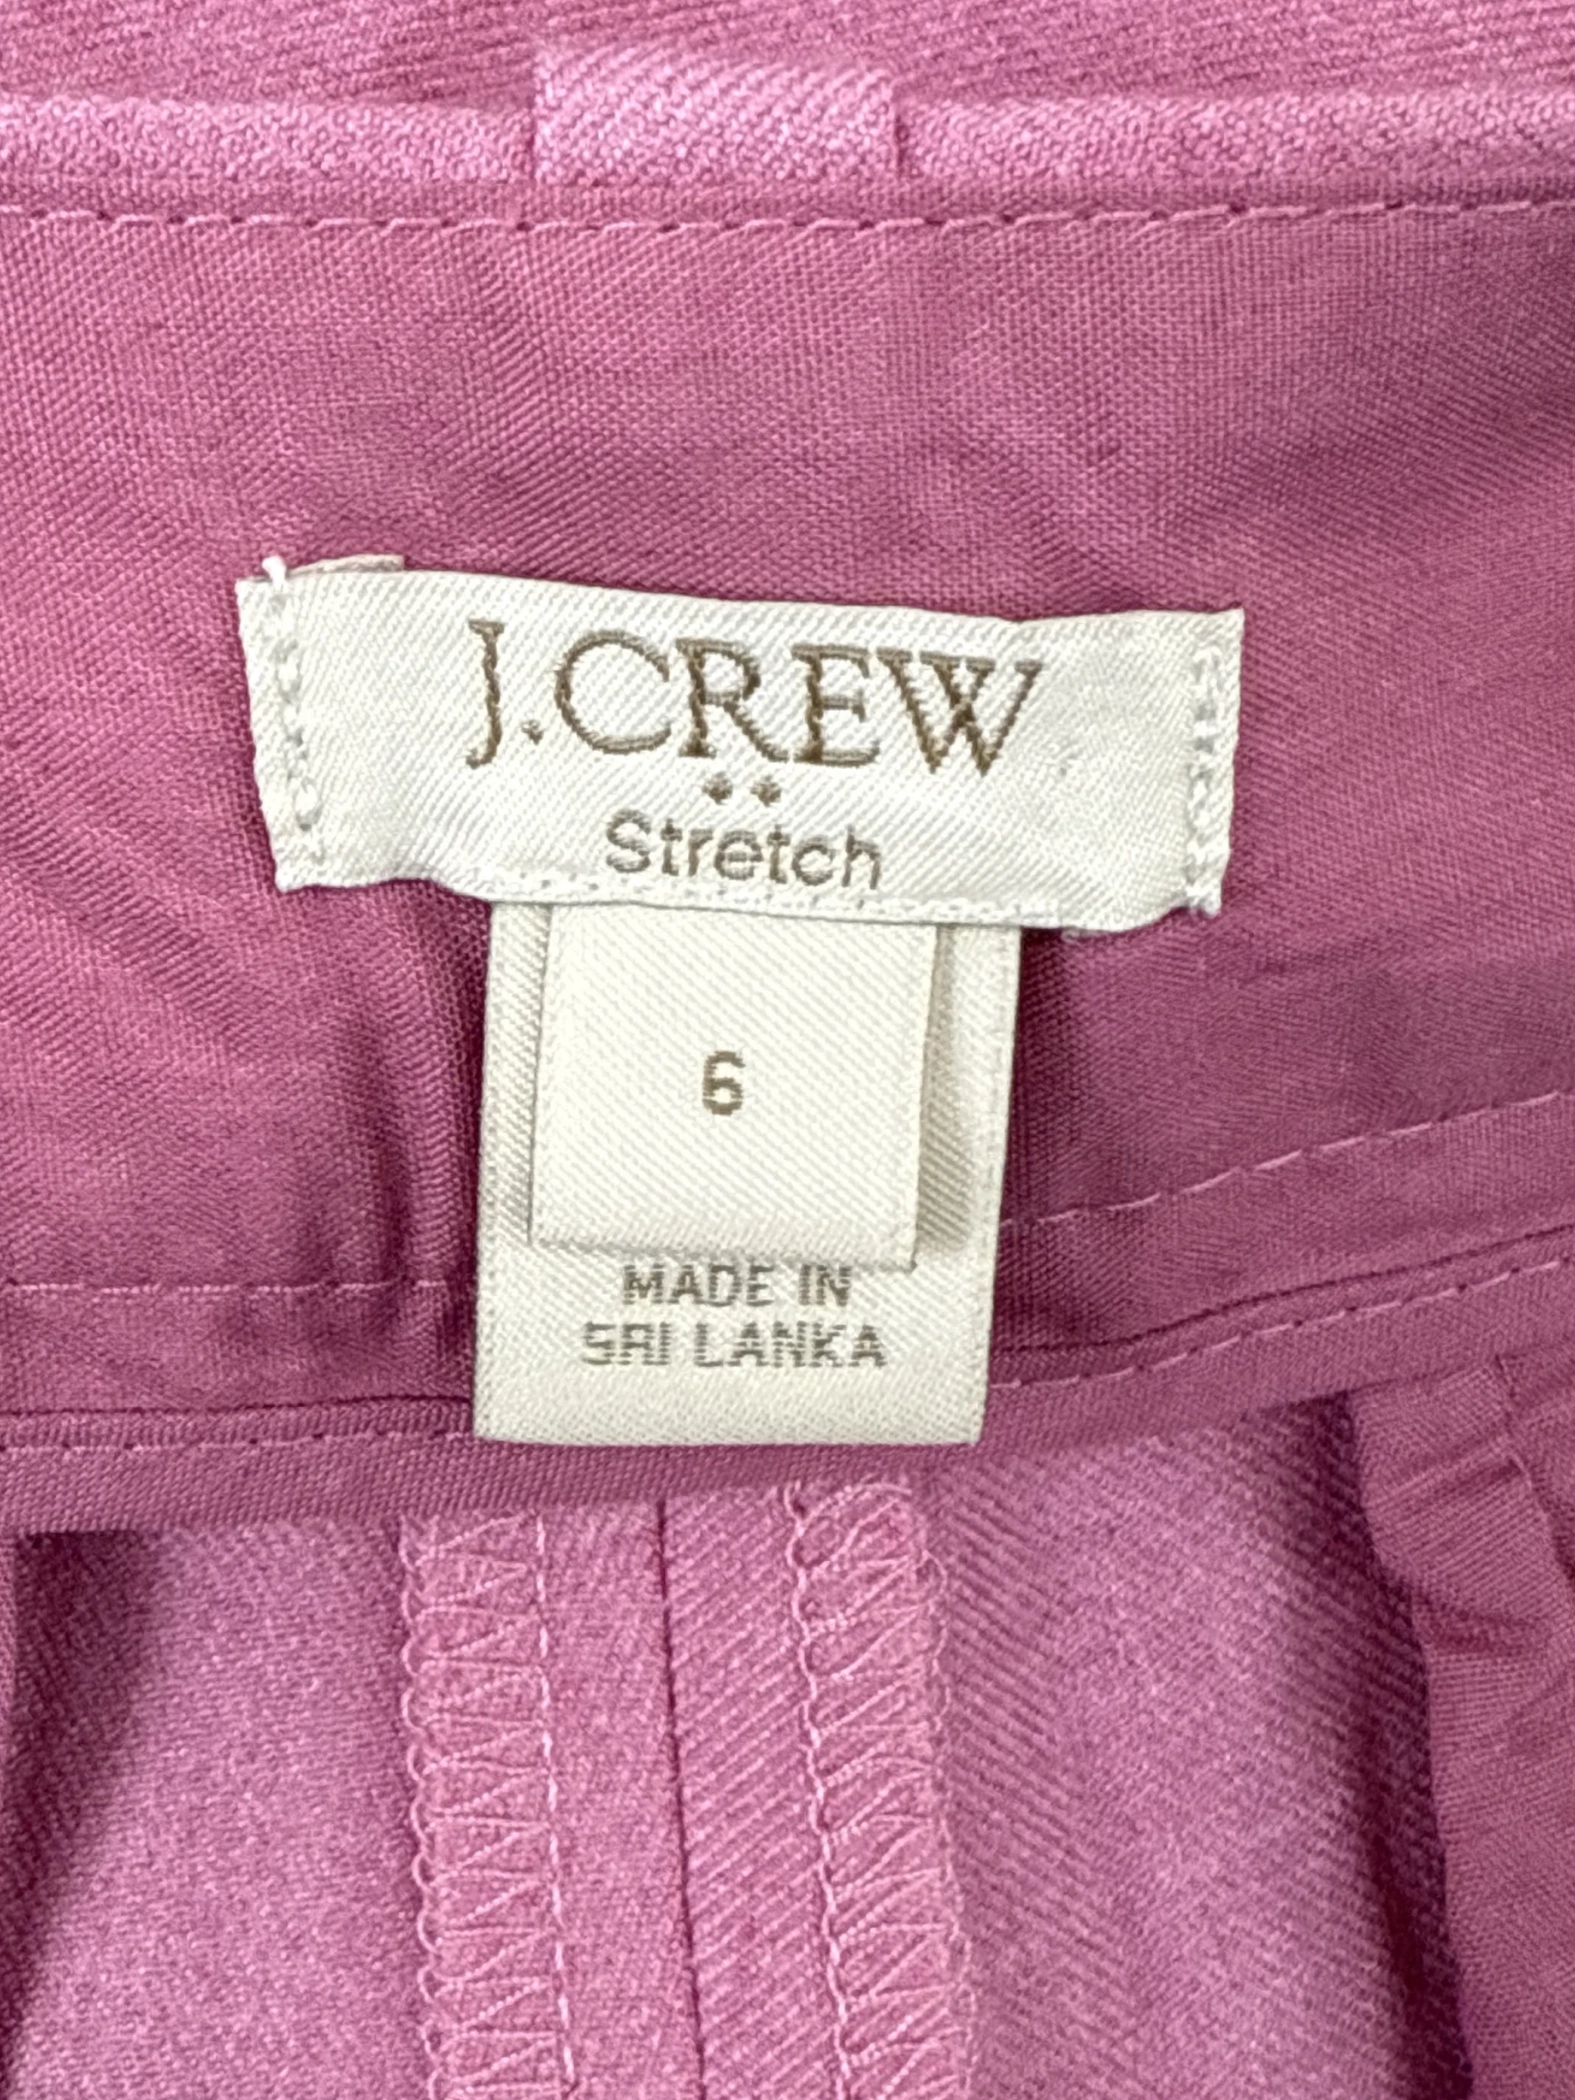 J.CREW
Stretch
6
MADE IN
SRI LANKA